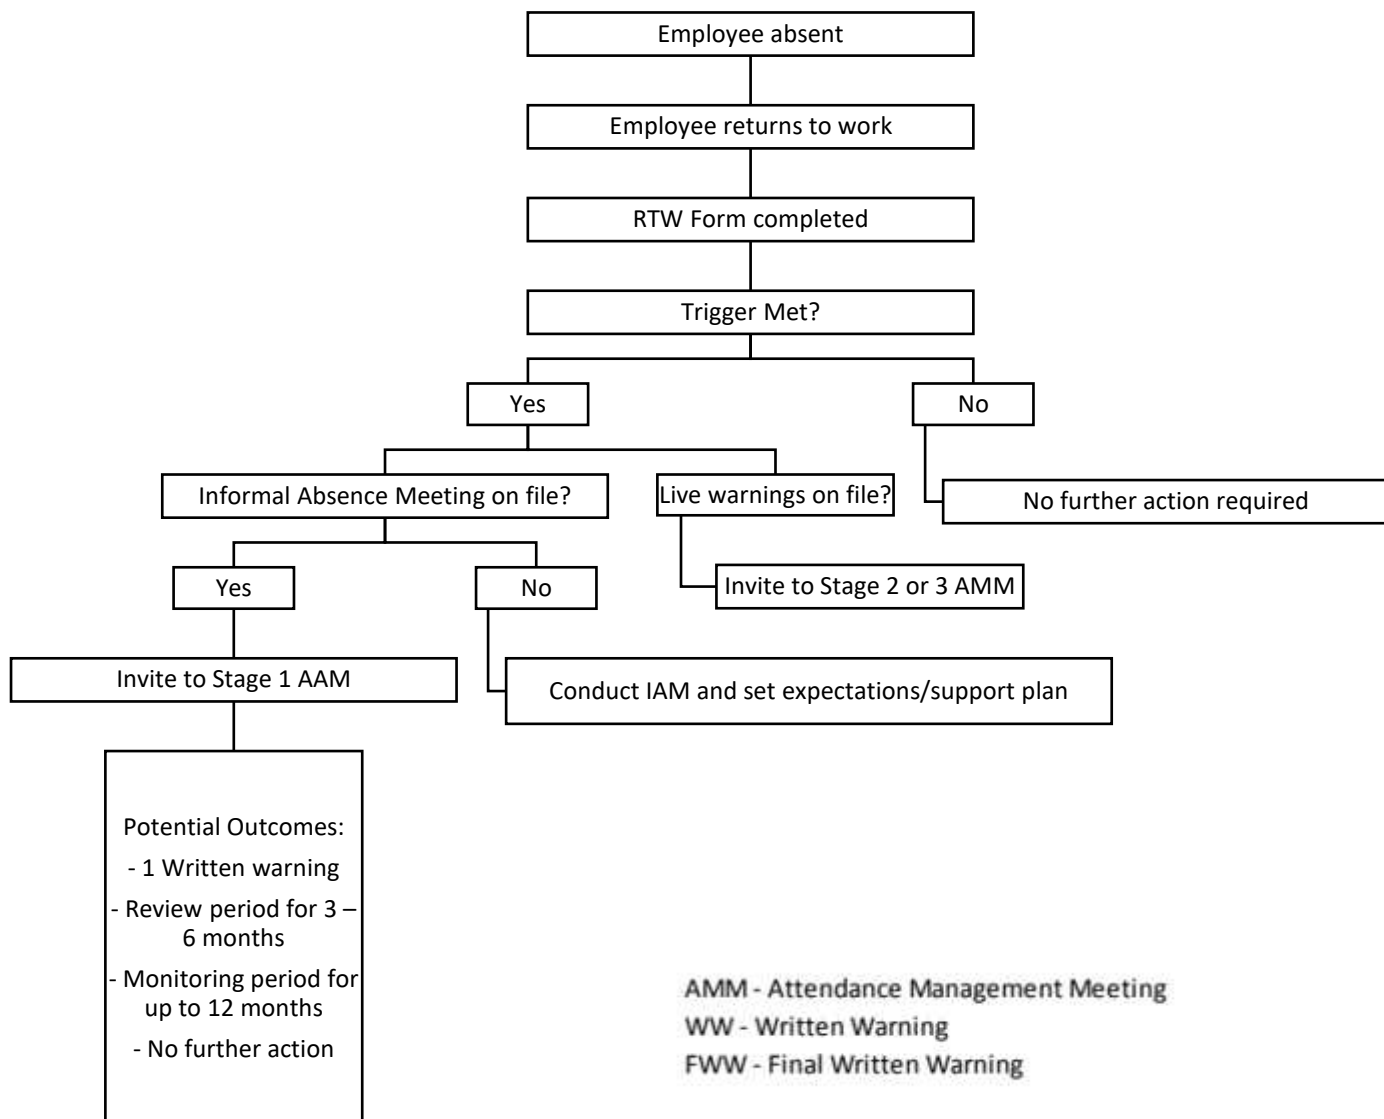 Employee absent
Employee returns to work
RTW Form completed
Trigger Met?
Yes
No
Informal Absence Meeting on file?
Live warnings on file?
No further action required
Yes
No
Invite to Stage 2 or 3 AMM
Invite to Stage 1 AAM
Conduct IAM and set expectations/support plan
Potential Outcomes:
- 1 Written warning
- Review period for 3 –
6 months
- Monitoring period for
up to 12 months
- No further action
AMM - Attendance Management Meeting
WW - Written Warning
FWW - Final Written Warning